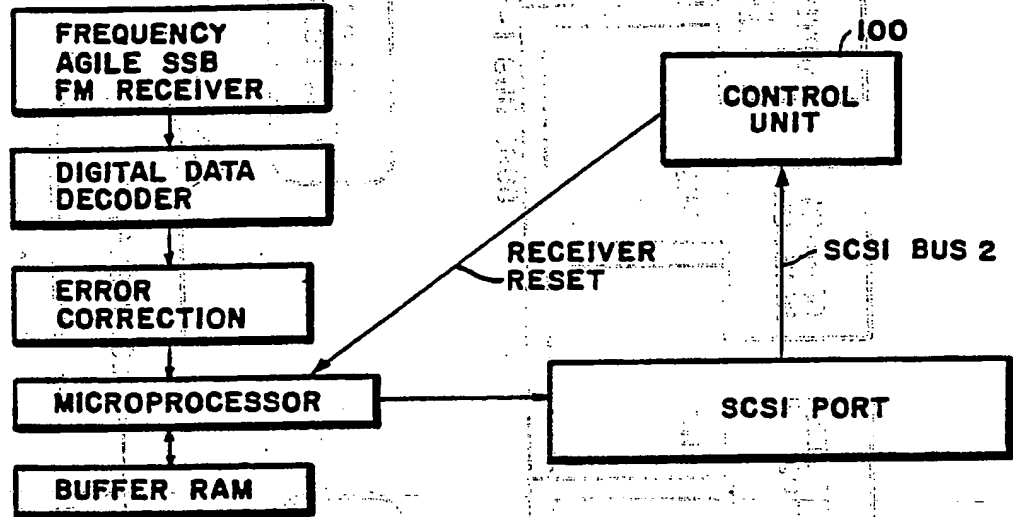 FREQUENCY
AGILE SSB
FM RECEIVER
100
CONTROL
UNIT
DIGITAL DATA
DECODER
RECEIVER
RESET
SCSI BUS 2
ERROR
CORRECTION
MICROPROCESSOR
SCSI PORT
BUFFER RAM